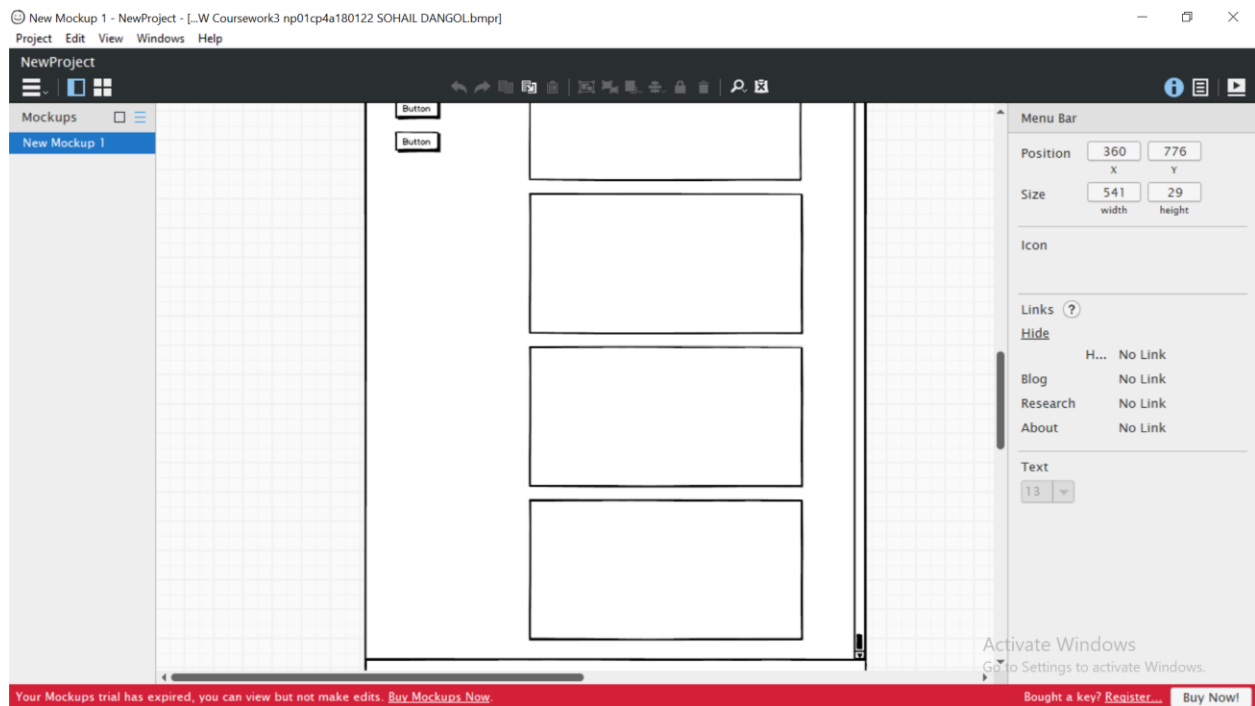 New Mockup 1 - NewProject - [...W Coursework3 np01cp4a180122 SOHAIL DANGOL.bmpr]
Project Edit View Windows Help
NewProject
Mockups
New Mockup 1
Button
Button
Menu Bar
Position 360 776
X Y
Size 541 29
width height
Icon
Links ?
Hide
H... No Link
Blog No Link
Research No Link
About No Link
Text
13
Activate Windows
Go to Settings to activate Windows.
Your Mockups trial has expired, you can view but not make edits. Buy Mockups Now.
Bought a key? Register... Buy Now!